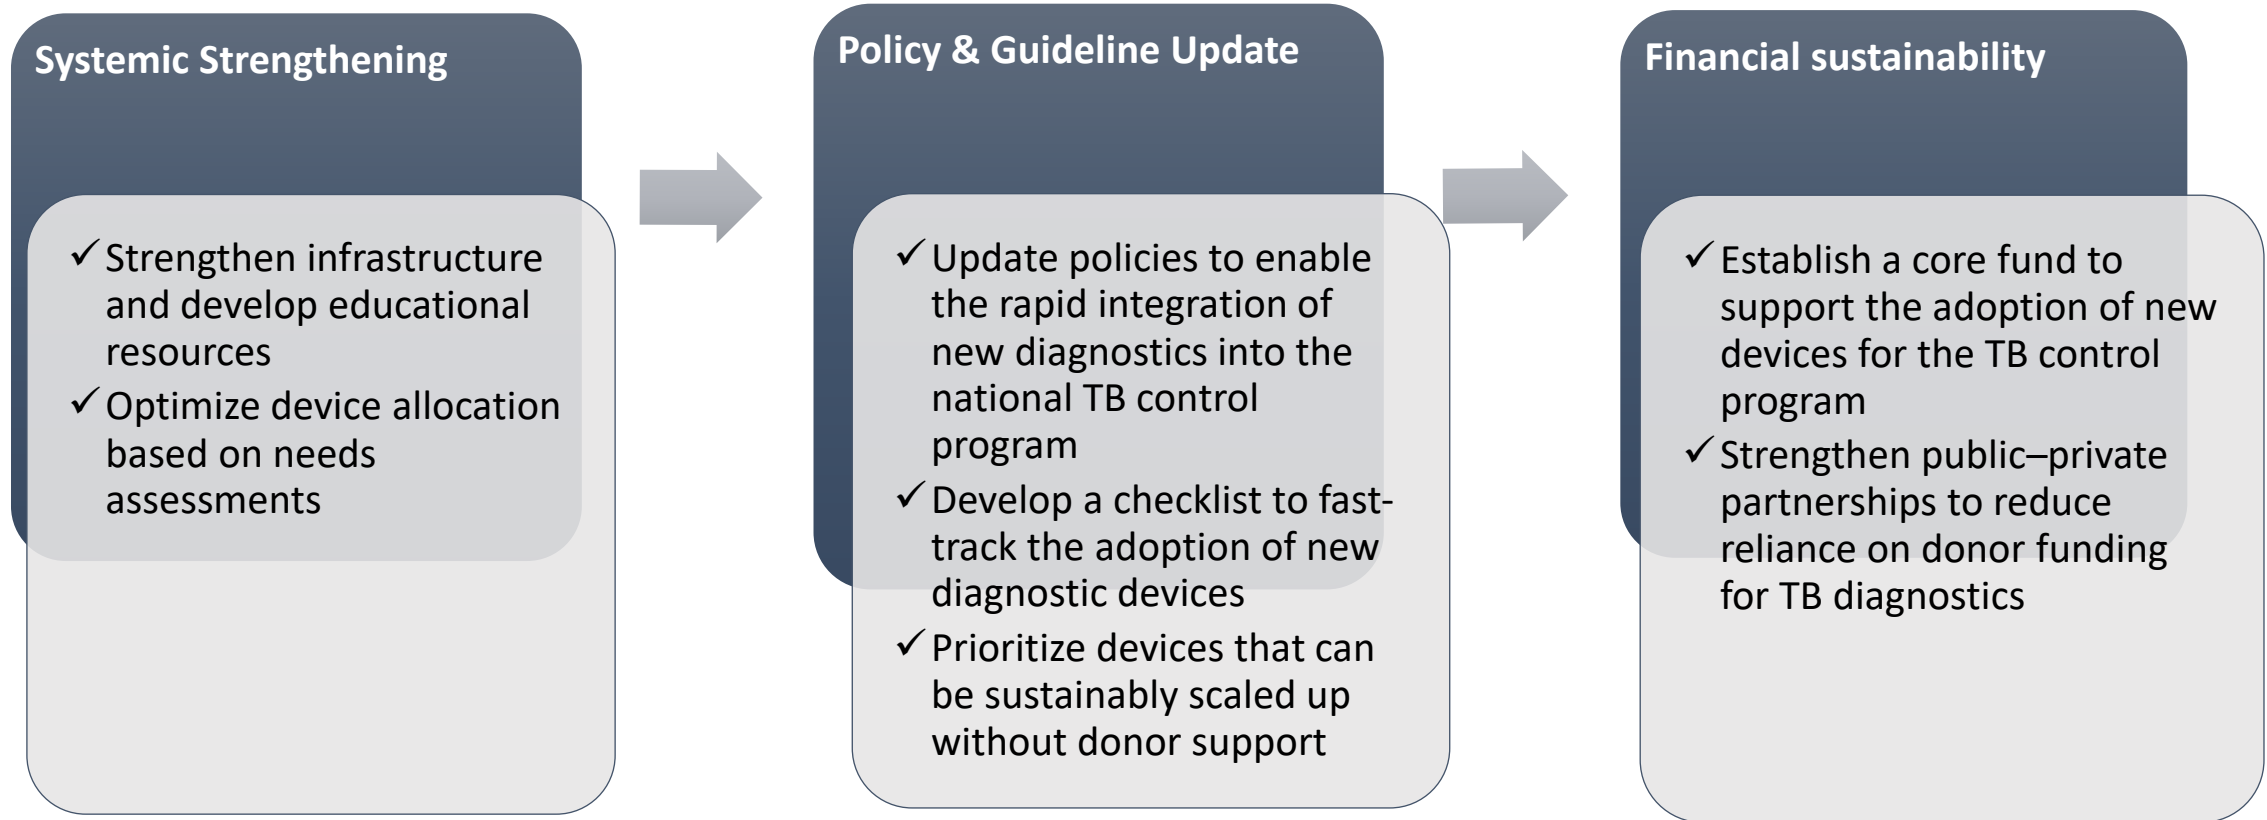 Systemic Strengthening
✓ Strengthen infrastructure
and develop educational
resources
✓ Optimize device allocation
based on needs
assessments
Policy & Guideline Update
✓ Update policies to enable
the rapid integration of
new diagnostics into the
national TB control
program
✓ Develop a checklist to fast-
track the adoption of new
diagnostic devices
✓ Prioritize devices that can
be sustainably scaled up
without donor support
Financial sustainability
✓ Establish a core fund to
support the adoption of new
devices for the TB control
program
✓ Strengthen public–private
partnerships to reduce
reliance on donor funding
for TB diagnostics